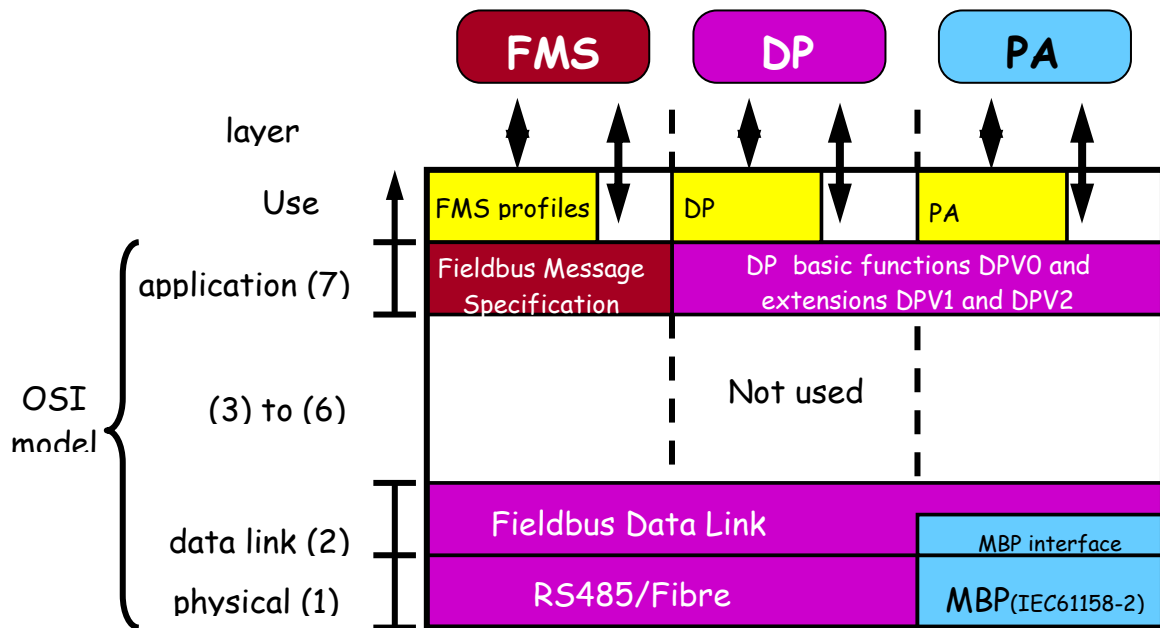 FMS DP PA
layer
Use
FMS profiles
DP
PA
application (7)
Fieldbus Message
Specification
DP basic functions DPV0 and
extensions DPV1 and DPV2
OSI
model
(3) to (6)
Not used
data link (2)
Fieldbus Data Link
MBP interface
physical (1)
RS485/Fibre
MBP(IEC61158-2)